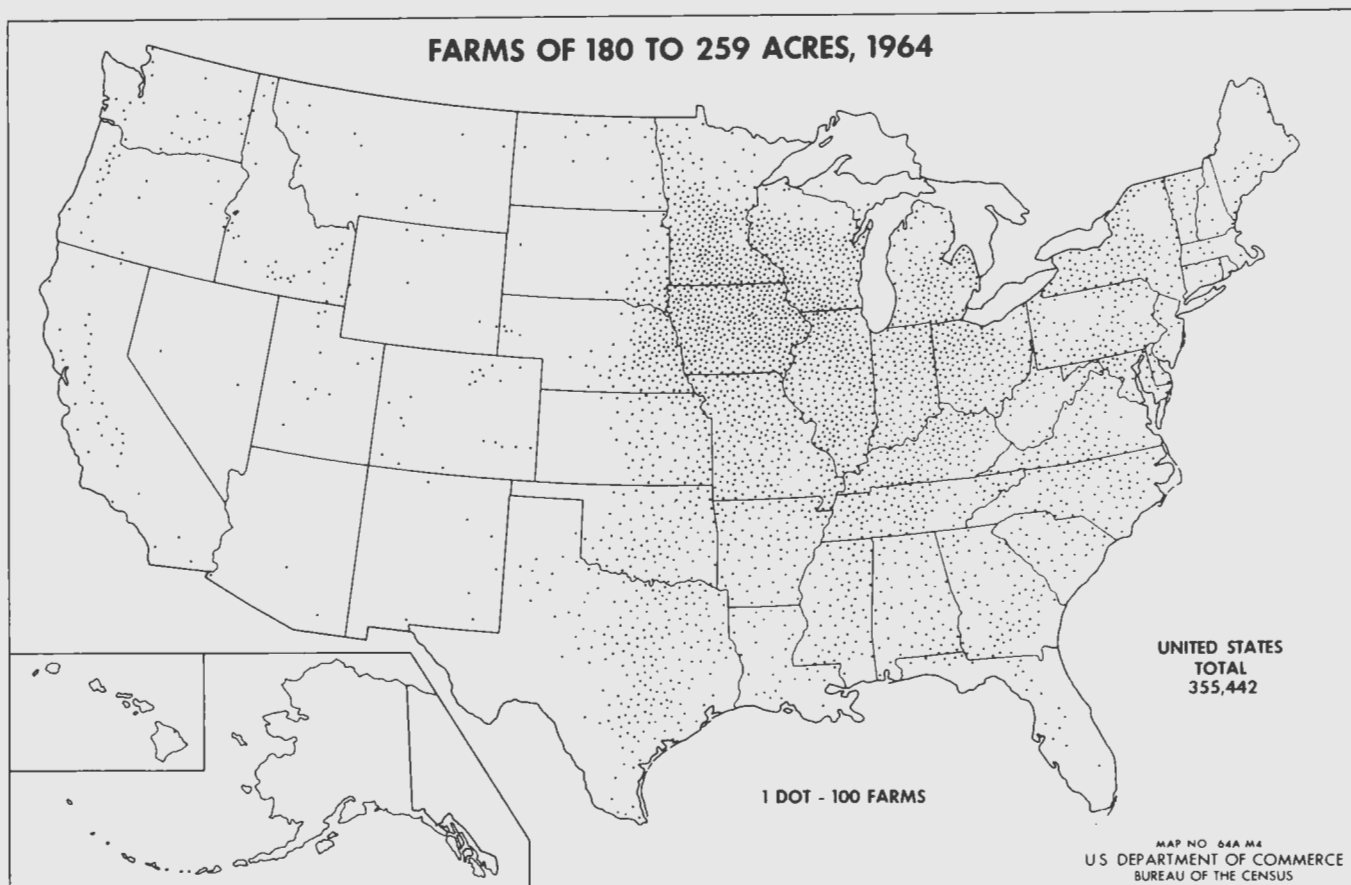 FARMS OF 180 TO 259 ACRES, 1964
UNITED STATES
TOTAL
355,442
1 DOT - 100 FARMS
MAP NO 64A M4
U S DEPARTMENT OF COMMERCE
BUREAU OF THE CENSUS